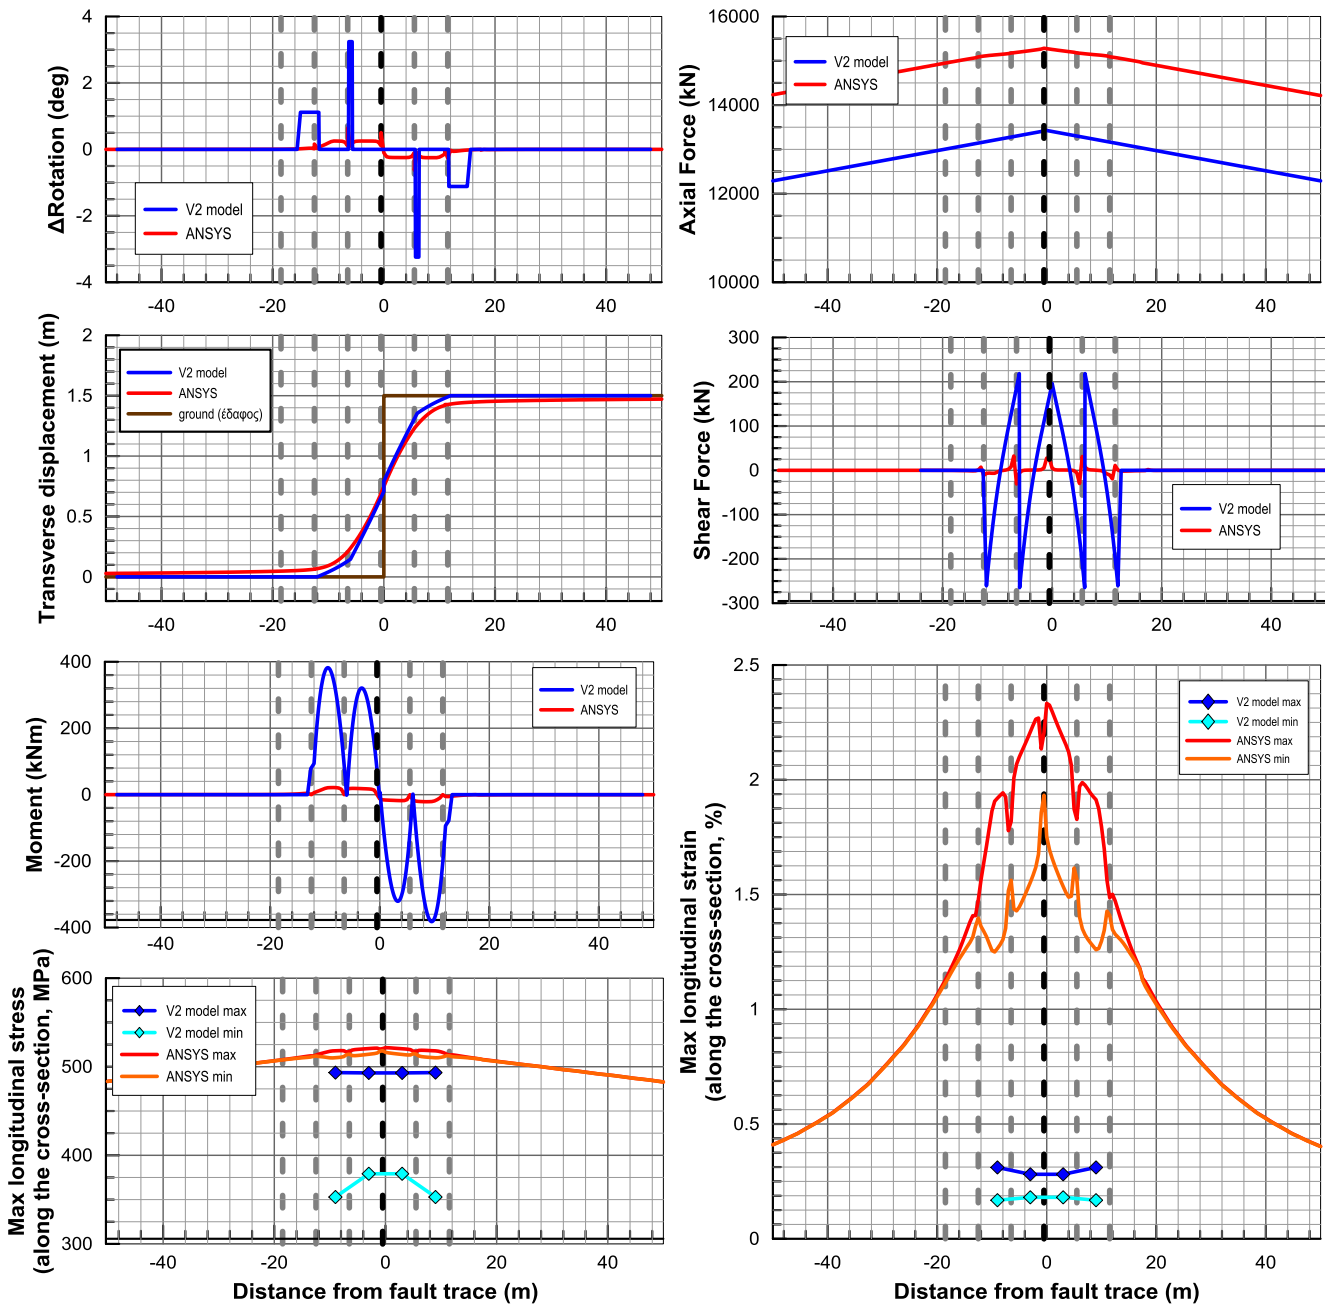 ΔRotation (deg)
4
2
0
-2
-4
V2 model
ANSYS
-40
-20
0
20
40
Axial Force (kN)
16000
14000
12000
10000
V2 model
ANSYS
-40
-20
0
20
40
Transverse displacement (m)
2
1.5
1
0.5
0
V2 model
ANSYS
ground (έδαφος)
-40
-20
0
20
40
Shear Force (kN)
300
200
100
0
-100
-200
-300
V2 model
ANSYS
-40
-20
0
20
40
Moment (kNm)
400
200
0
-200
-400
V2 model
ANSYS
-40
-20
0
20
40
Max longitudinal stress
(along the cross-section, MPa)
600
500
400
300
V2 model max
V2 model min
ANSYS max
ANSYS min
-40
-20
0
20
40
Distance from fault trace (m)
Max longitudinal strain
(along the cross-section, %)
2.5
2
1.5
1
0.5
0
V2 model max
V2 model min
ANSYS max
ANSYS min
-40
-20
0
20
40
Distance from fault trace (m)